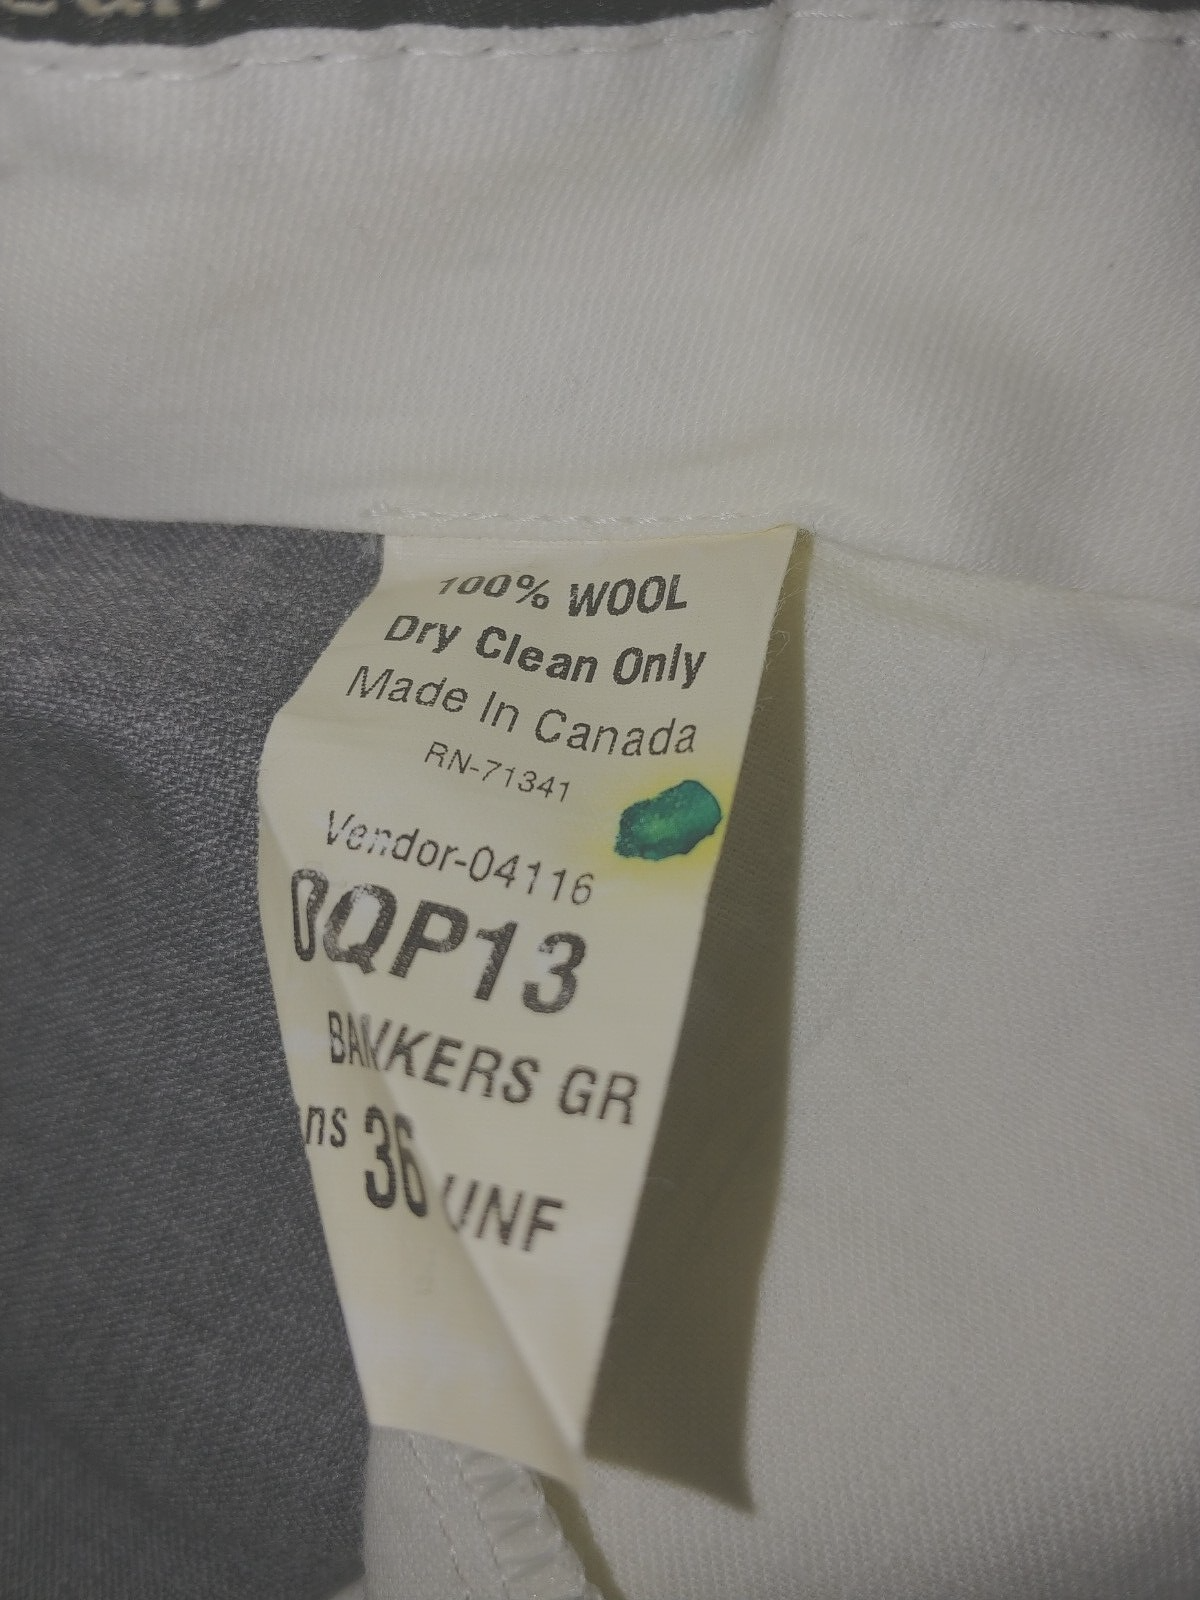 100% WOOL
Dry Clean Only
Made In Canada
RN-71341
Vendor-04116
0QP13
BANKERS GR
36 UNF